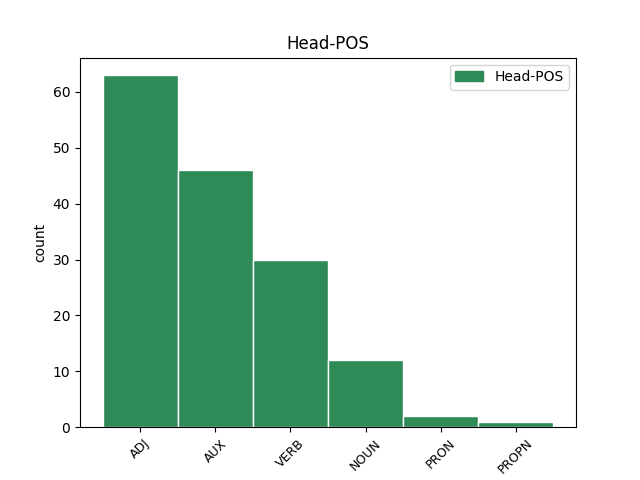 Head-POS
Head-POS
60
50
40
30
20
10
0
count
ADJ
AUX
VERB
NOUN
PRON
PROPN